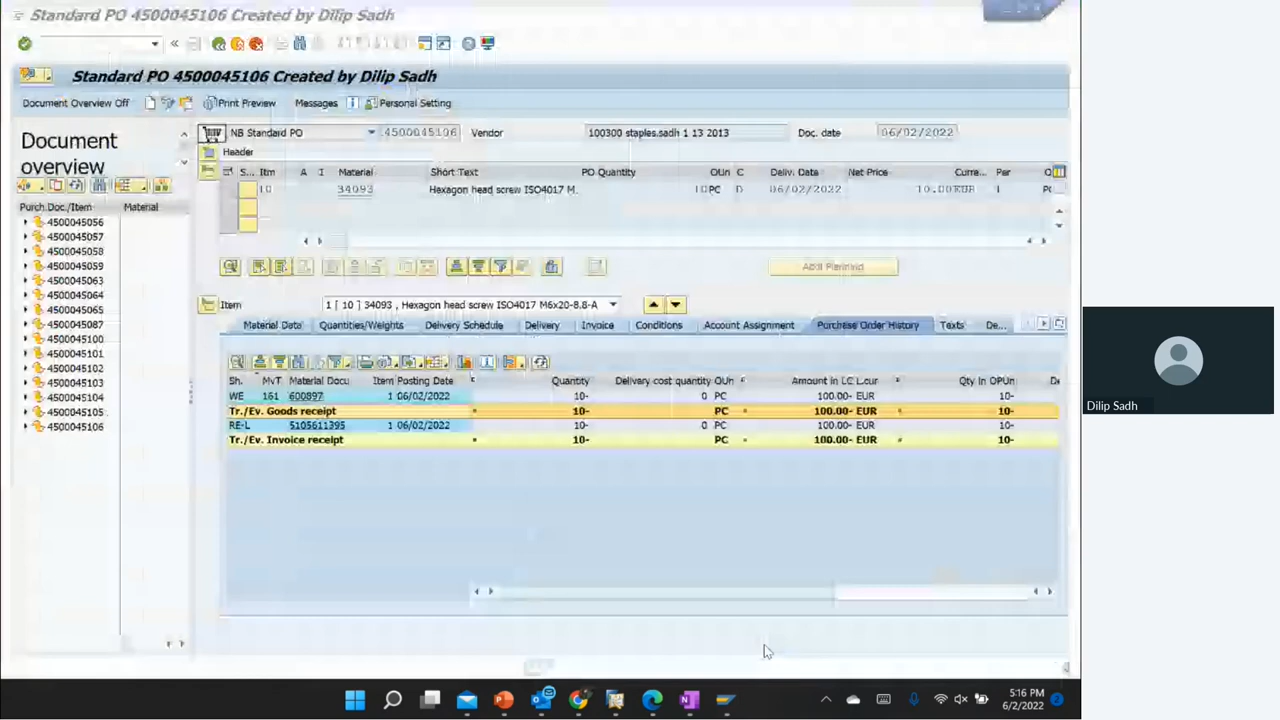 Standard PO 4500045106 Created by Dilip Sadh
Standard PO 4500045106 Created by Dilip Sadh
Document Overview Off Print Preview Messages Personal Setting
Document overview
NB Standard PO 4500045106 Vendor 100300 staples.sadh 1 13 2013 Doc. date 06/02/2022
Header
S... Itm A I Material Short Text PO Quantity OUn C Deliv. Date Net Price Curre... Per
10 34093 Hexagon head screw ISO4017 M. 10 PC D 06/02/2022 10.00 EUR 1
Purch.Doc./Item Material
4500045056
4500045057
4500045058
4500045059
4500045063
4500045064
4500045065
4500045087
4500045100
4500045101
4500045102
4500045103
4500045104
4500045105
4500045106
Addl Planning
Item 1 [ 10 ] 34093 , Hexagon head screw ISO4017 M6x20-8.8-A
Material Data Quantities/Weights Delivery Schedule Delivery Invoice Conditions Account Assignment Purchase Order History Texts De...
Sh. MvT Material Docu Item Posting Date Quantity Delivery cost quantity OUn Amount in LC L.cur Qty in OPUn De
WE 161 600897 1 06/02/2022 10- 0 PC 100.00- EUR 10-
Tr./Ev. Goods receipt 10- PC 100.00- EUR 10-
RE-L 5105611395 1 06/02/2022 10- 0 PC 100.00- EUR 10-
Tr./Ev. Invoice receipt 10- PC 100.00- EUR 10-
Dilip Sadh
5:16 PM
6/2/2022
2